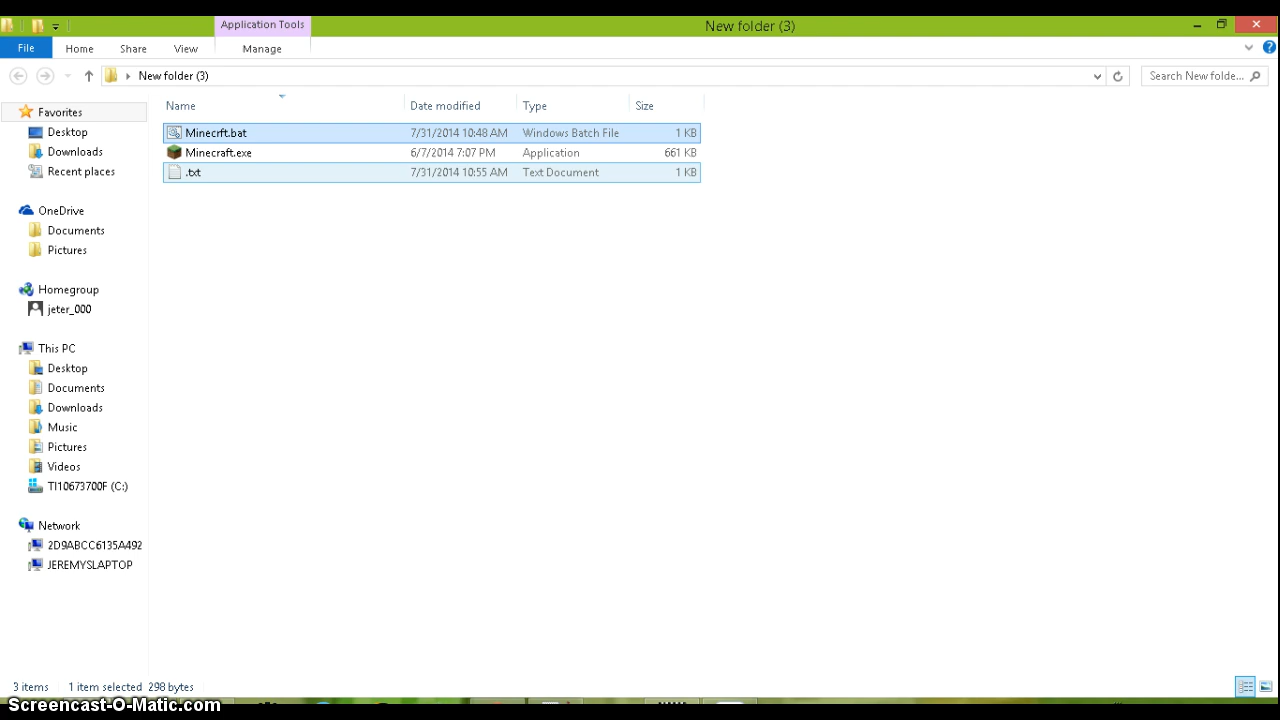 Application Tools
New folder (3)
File
Home
Share
View
Manage
New folder (3)
Search New folde...
Name
Date modified
Type
Size
Minecrft.bat
7/31/2014 10:48 AM
Windows Batch File
1 KB
Minecraft.exe
6/7/2014 7:07 PM
Application
661 KB
.txt
7/31/2014 10:55 AM
Text Document
1 KB
Favorites
Desktop
Downloads
Recent places
OneDrive
Documents
Pictures
Homegroup
jeter_000
This PC
Desktop
Documents
Downloads
Music
Pictures
Videos
TI10673700F (C:)
Network
2D9ABCC6135A492
JEREMYSLAPTOP
3 items
1 item selected 298 bytes
Screencast-O-Matic.com